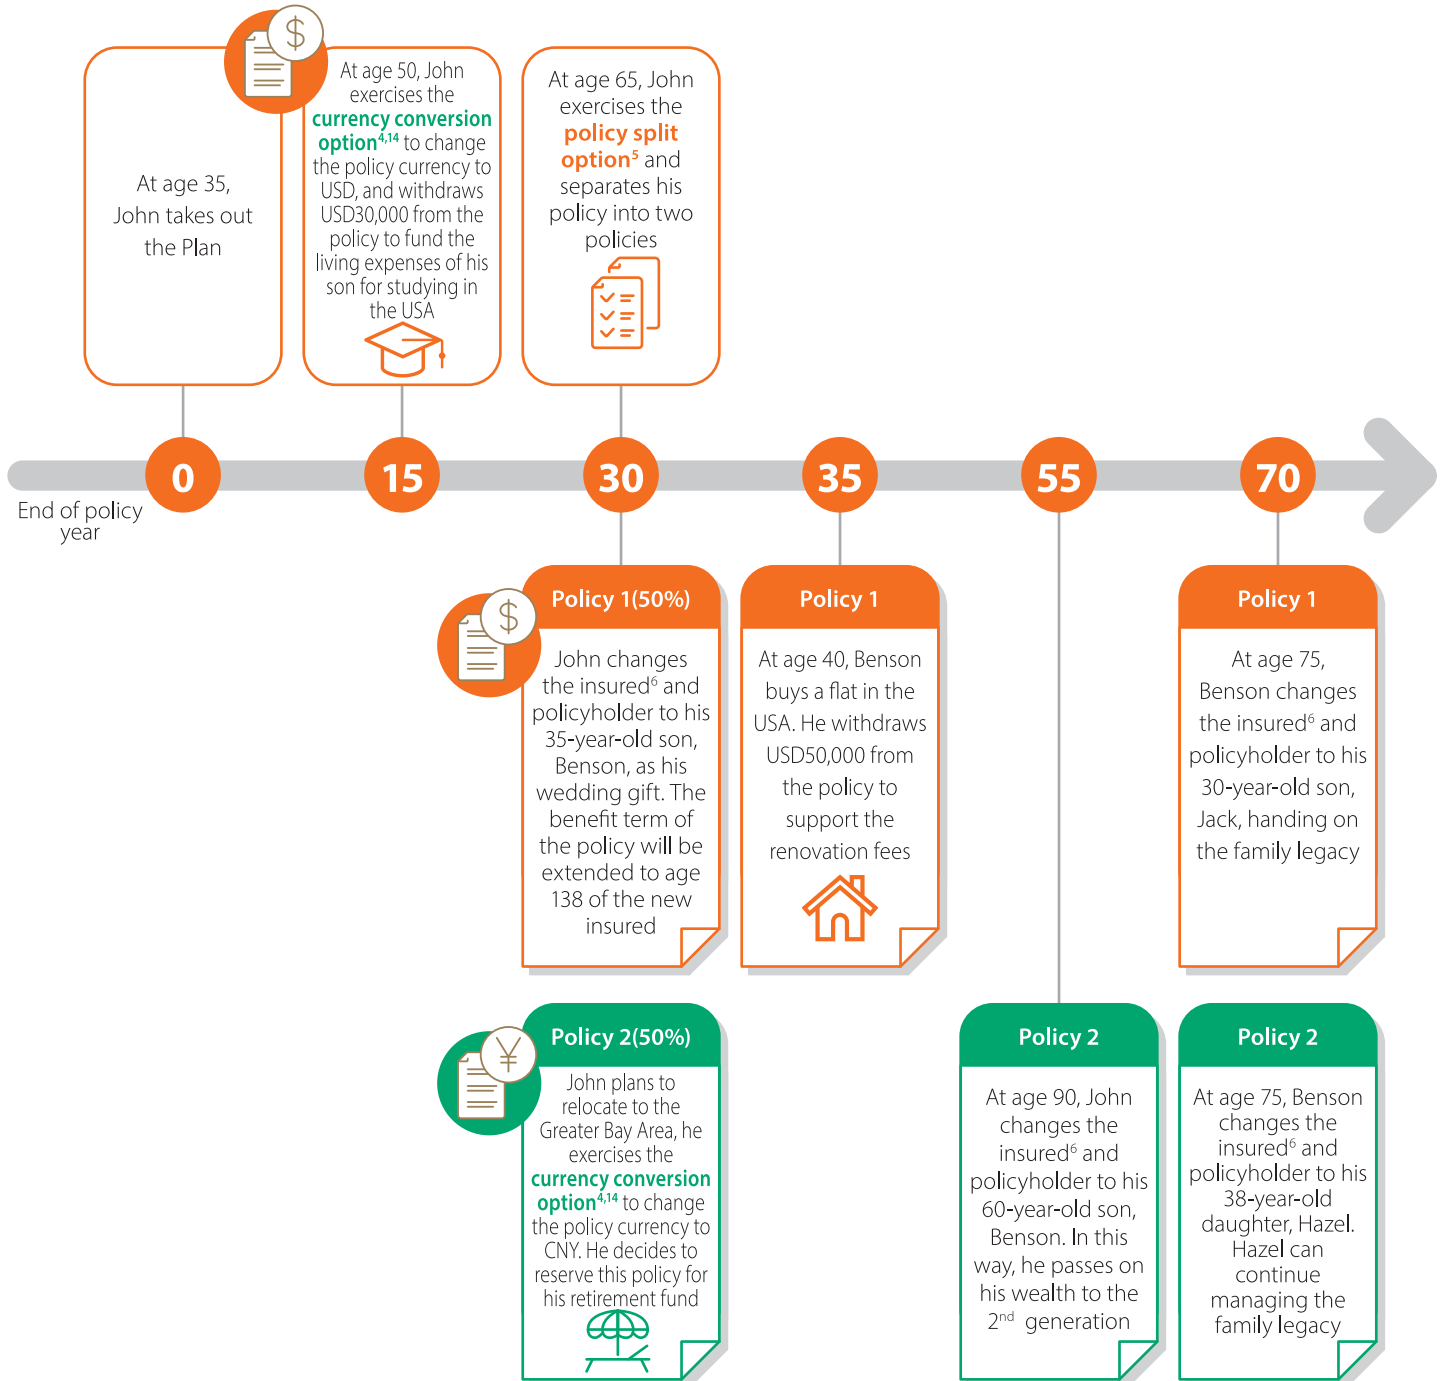 $
At age 35,
John takes out
the Plan
At age 50, John
exercises the
currency conversion
option4,14 to change
the policy currency to
USD, and withdraws
USD30,000 from the
policy to fund the
living expenses of his
son for studying in
the USA
At age 65, John
exercises the
policy split
option5 and
separates his
policy into two
policies
0
15
30
35
55
70
End of policy
year
$
Policy 1(50%)
John changes
the insured6 and
policyholder to his
35-year-old son,
Benson, as his
wedding gift. The
benefit term of
the policy will be
extended to age
138 of the new
insured
Policy 1
At age 40, Benson
buys a flat in the
USA. He withdraws
USD50,000 from
the policy to
support the
renovation fees
Policy 1
At age 75,
Benson changes
the insured6 and
policyholder to his
30-year-old son,
Jack, handing on
the family legacy
¥
Policy 2(50%)
John plans to
relocate to the
Greater Bay Area, he
exercises the
currency conversion
option4,14 to change
the policy currency to
CNY. He decides to
reserve this policy for
his retirement fund
Policy 2
At age 90, John
changes the
insured6 and
policyholder to his
60-year-old son,
Benson. In this
way, he passes on
his wealth to the
2nd generation
Policy 2
At age 75, Benson
changes the
insured6 and
policyholder to his
38-year-old
daughter, Hazel.
Hazel can
continue
managing the
family legacy